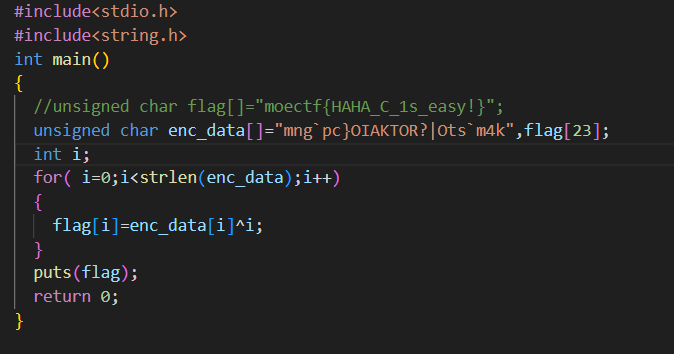 #include<stdio.h>
#include<string.h>
int main()
{
//unsigned char flag[]="moectf{HAHA_C_1s_easy!}";
unsigned char enc_data[]="mng`pc}OIAKTOR?|Ots`m4k",flag[23];
int i;
for( i=0;i<strlen(enc_data);i++)
{
flag[i]=enc_data[i]^i;
}
puts(flag);
return 0;
}